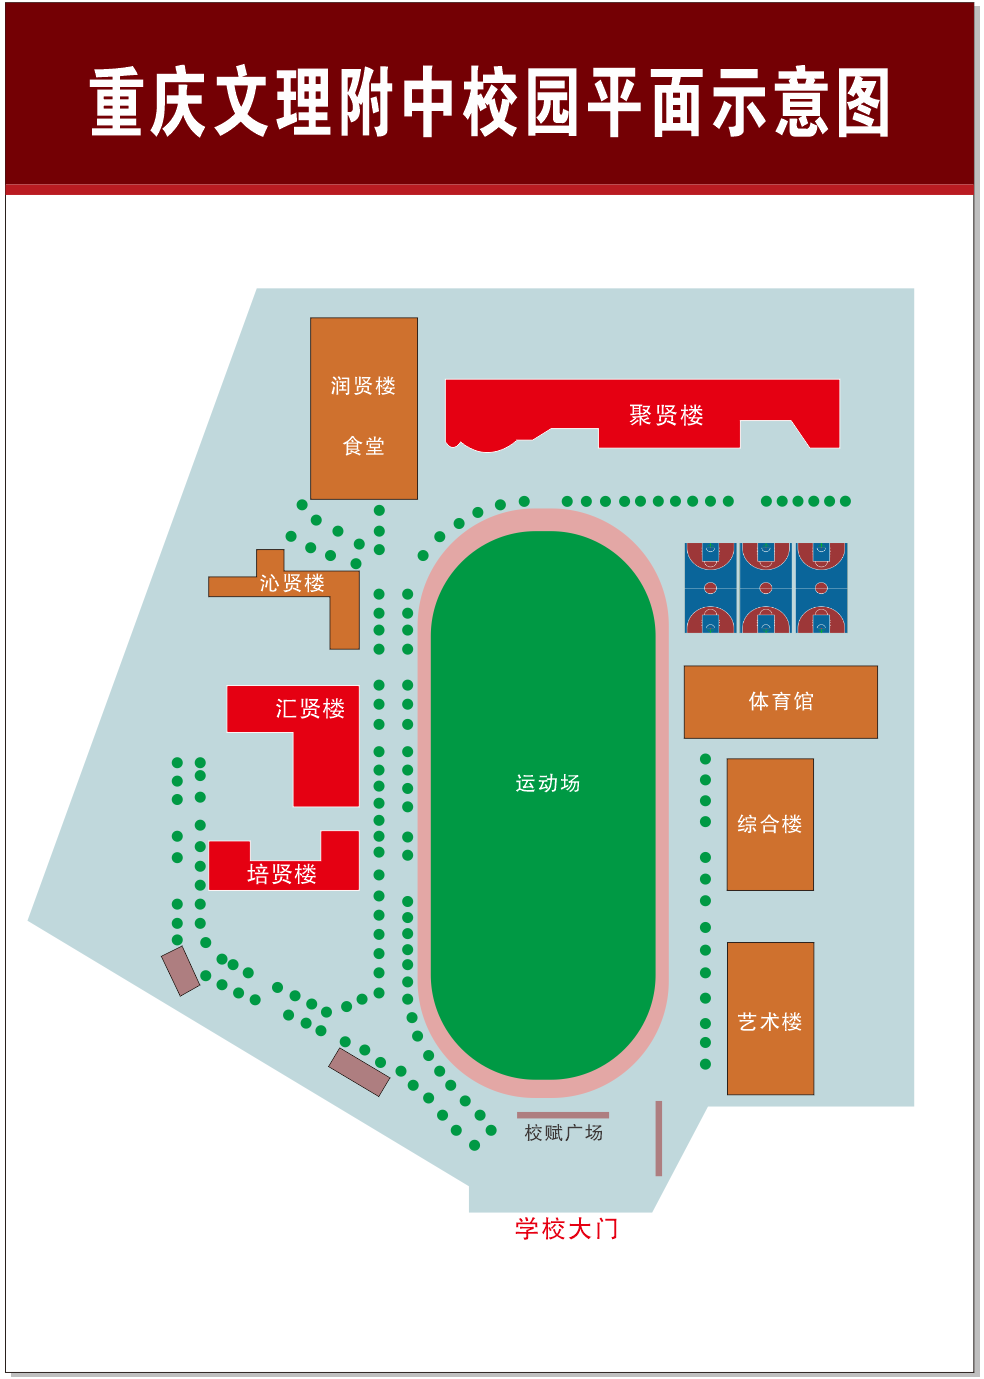 重庆文理附中校园平面示意图
润贤楼
食堂
聚贤楼
沁贤楼
汇贤楼
体育馆
运动场
综合楼
培贤楼
艺术楼
校赋广场
学校大门